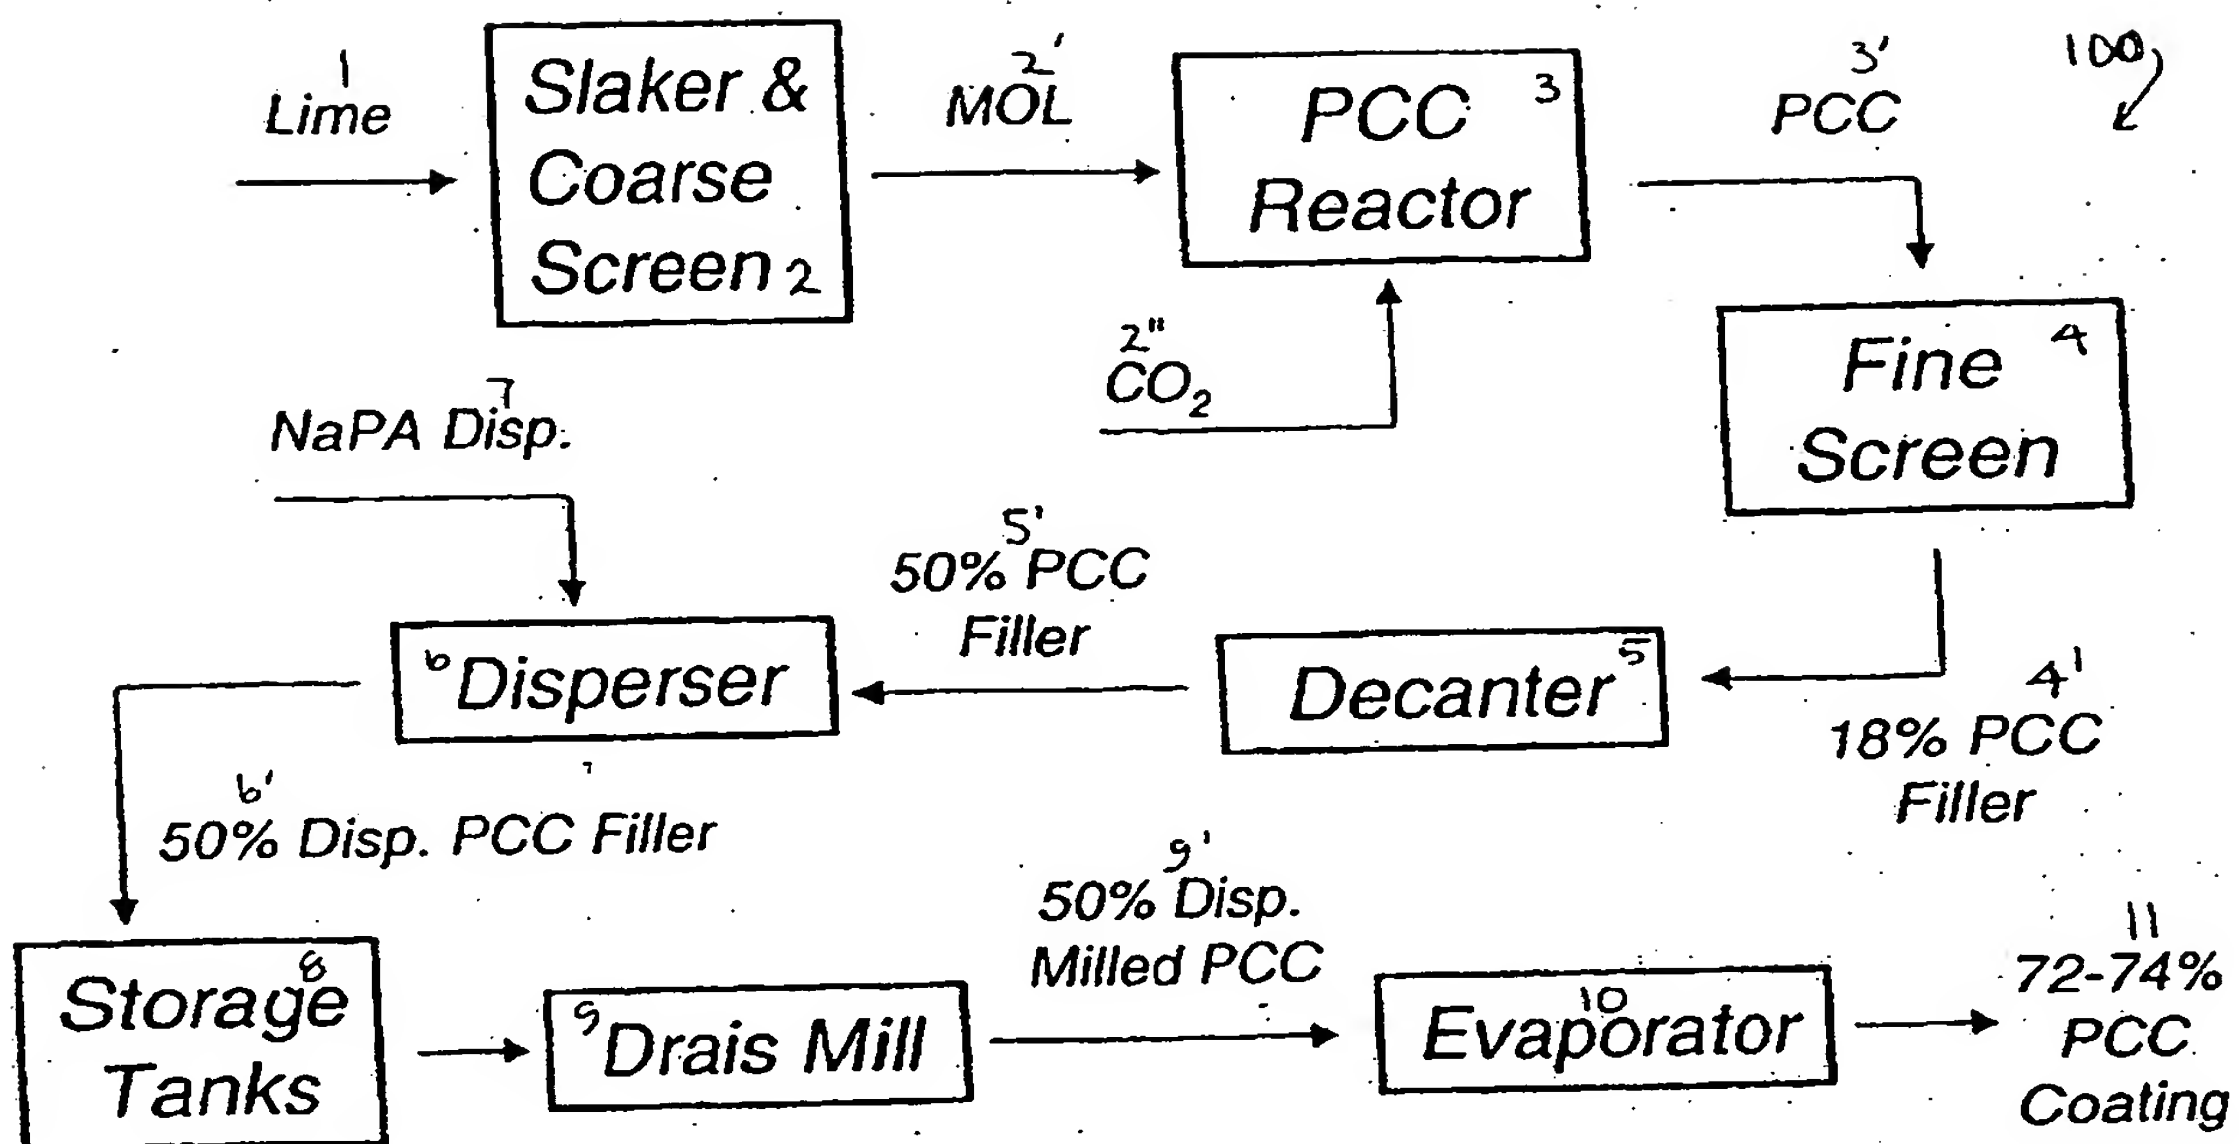 1
Lime
Slaker &
Coarse
Screen 2
2'
MOL
PCC 3
Reactor
3'
PCC
100
2"
CO₂
Fine 4
Screen
7
NaPA Disp.
5'
50% PCC
Filler
6 Disperser
Decanter 5
4'
18% PCC
Filler
6'
50% Disp. PCC Filler
9'
50% Disp.
Milled PCC
8
Storage
Tanks
9 Drais Mill
10
Evaporator
11
72-74%
PCC
Coating